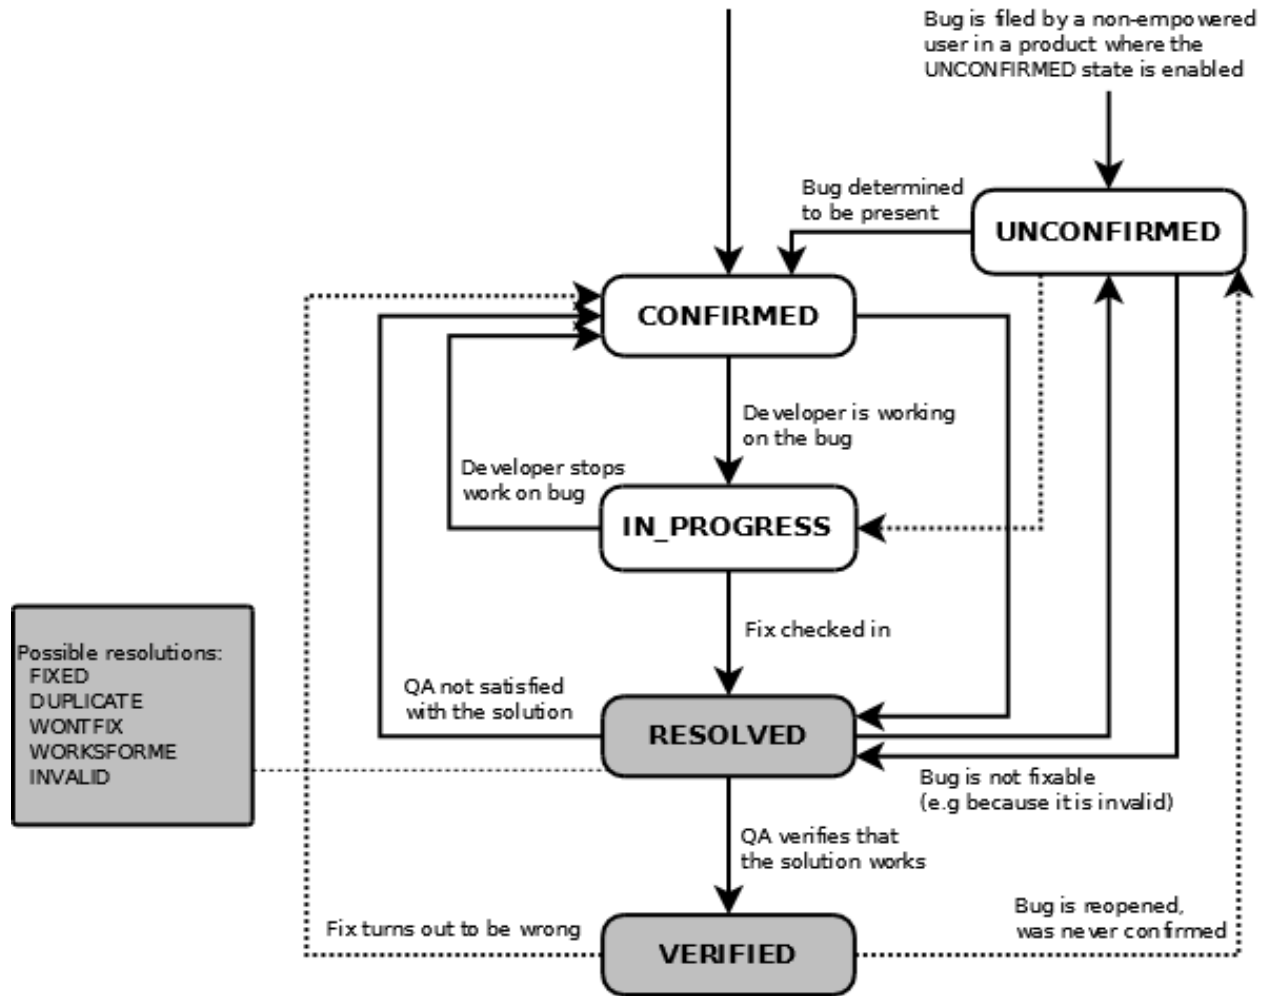 Bug is filed by a non-empowered
user in a product where the
UNCONFIRMED state is enabled
Bug determined
to be present
UNCONFIRMED
CONFIRMED
Developer is working
on the bug
Developer stops
work on bug
IN_PROGRESS
Fix checked in
Possible resolutions:
FIXED
DUPLICATE
WONTFIX
WORKSFORME
INVALID
QA not satisfied
with the solution
RESOLVED
Bug is not fixable
(e.g because it is invalid)
QA verifies that
the solution works
Fix turns out to be wrong
VERIFIED
Bug is reopened,
was never confirmed